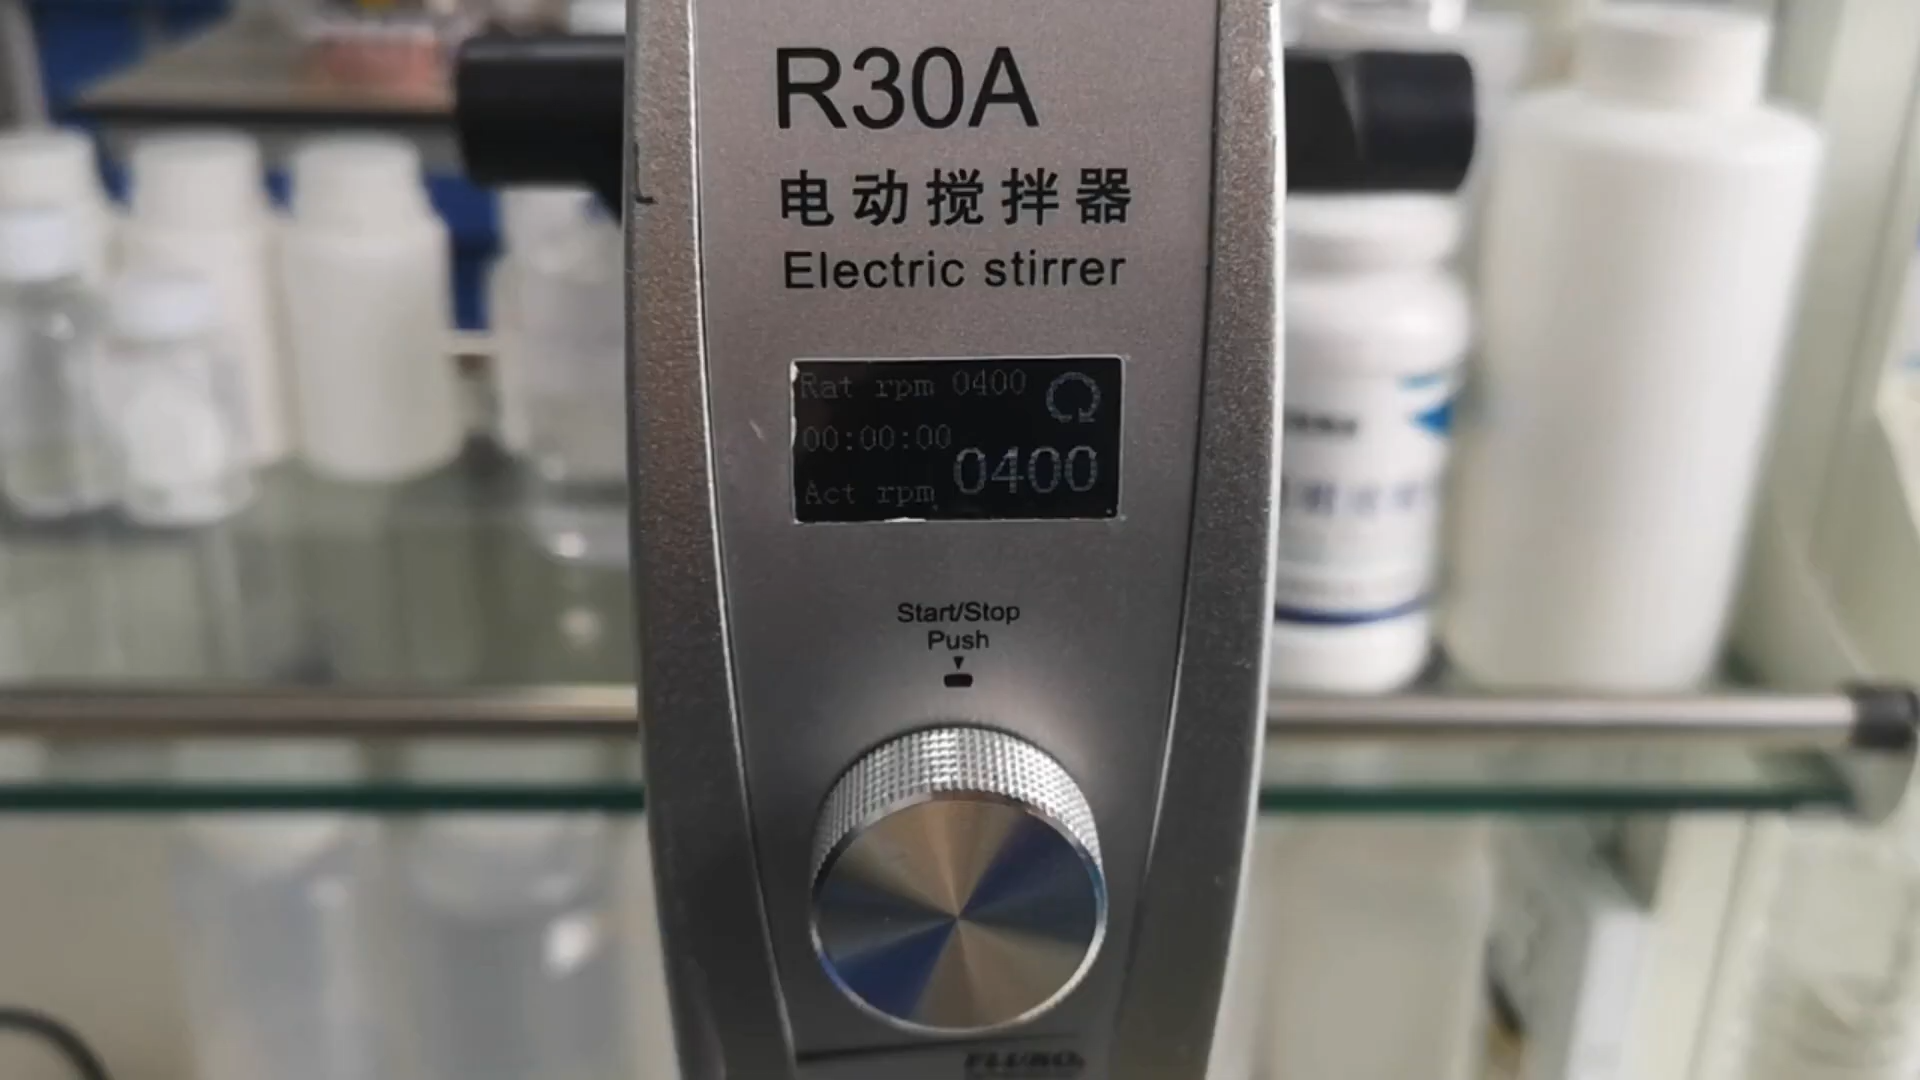 R30A
电动搅拌器
Electric stirrer
Rat rpm 0400
00:00:00
Act rpm 0400
Start/Stop
Push